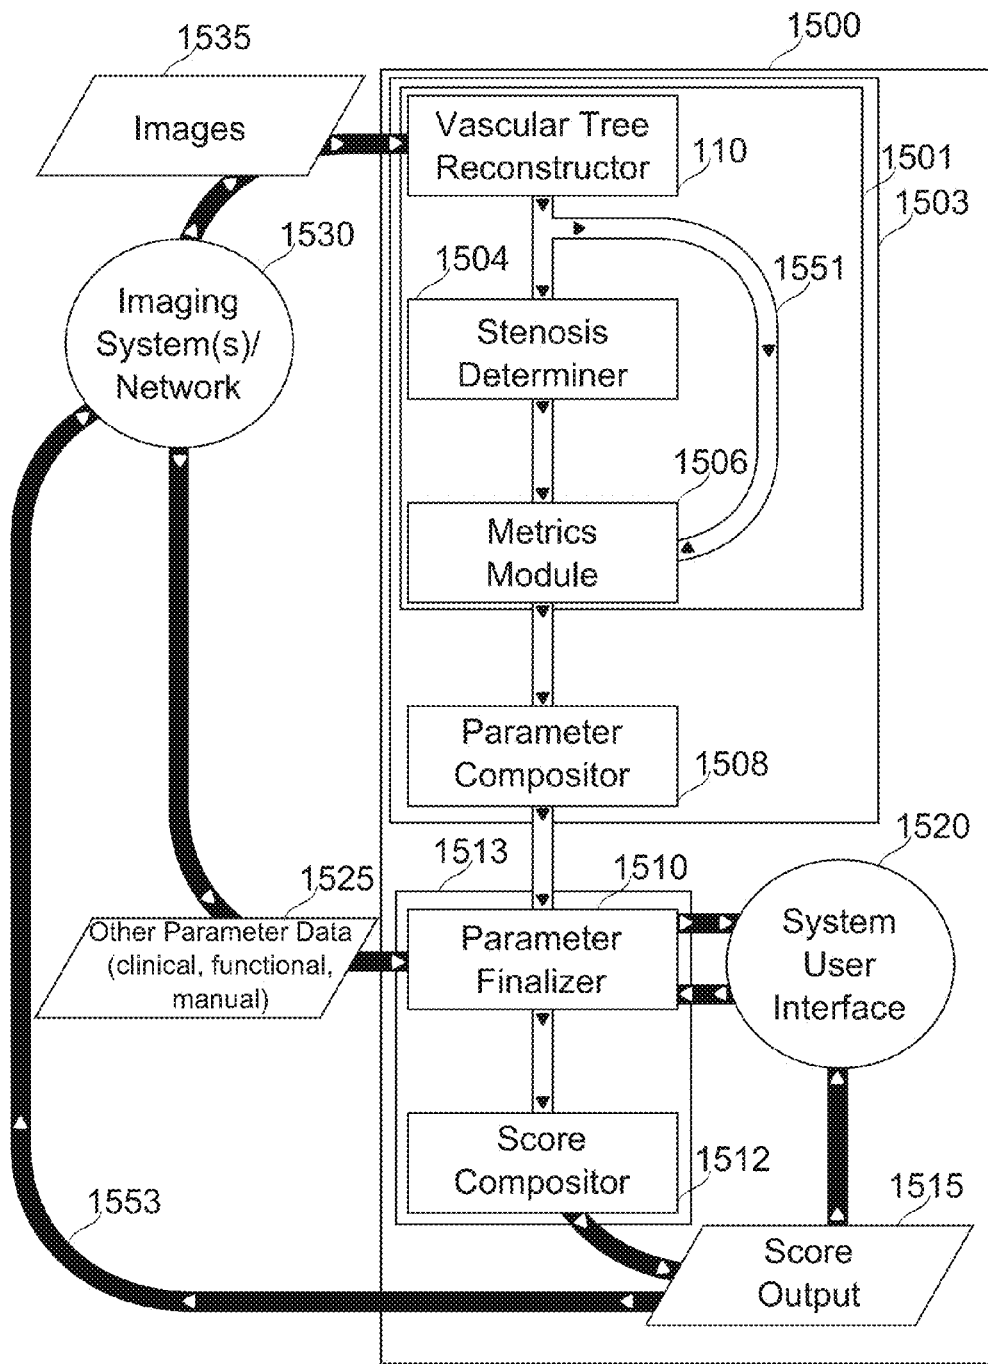 1535
1500
Images
Vascular Tree
Reconstructor
110
1501
1503
1530
Imaging
System(s)/
Network
1504
1551
Stenosis
Determiner
1506
Metrics
Module
Parameter
Compositor
1508
1513
1510
1520
1525
Other Parameter Data
(clinical, functional,
manual)
Parameter
Finalizer
System
User
Interface
Score
Compositor
1512
1515
1553
Score
Output